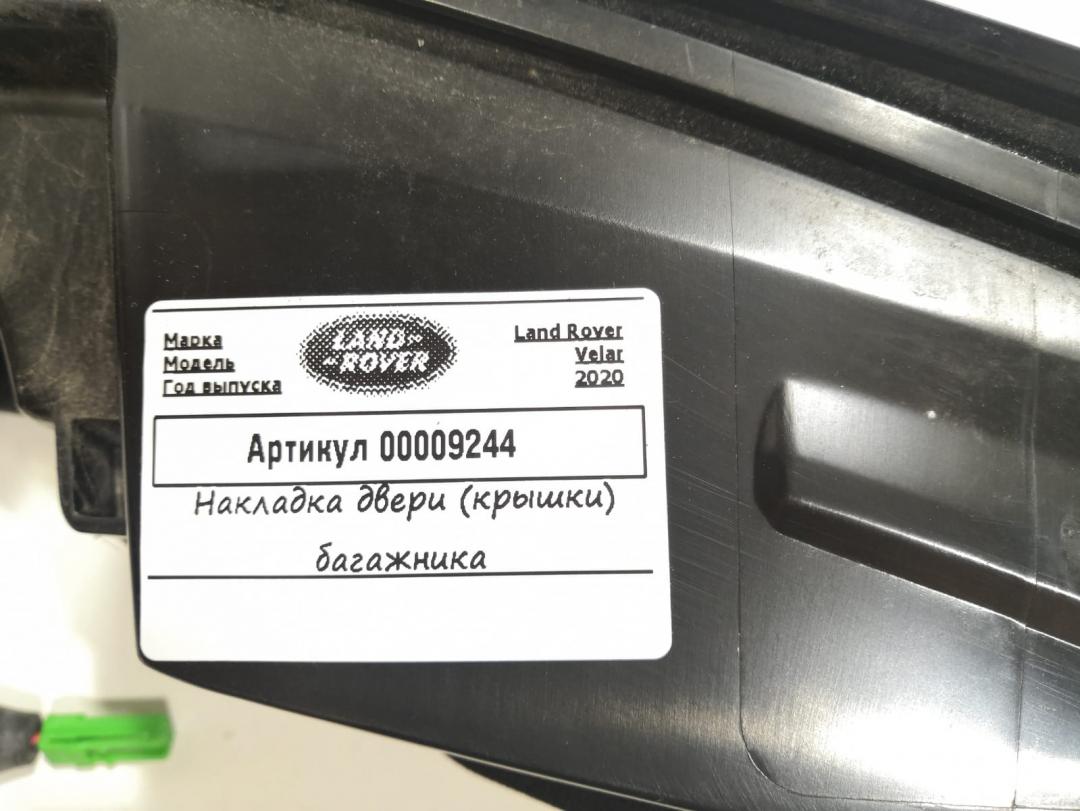 Марка
Модель
Год выпуска
LAND-
-ROVER
Land Rover
Velar
2020
Артикул 00009244
Накладка двери (крышки)
багажника